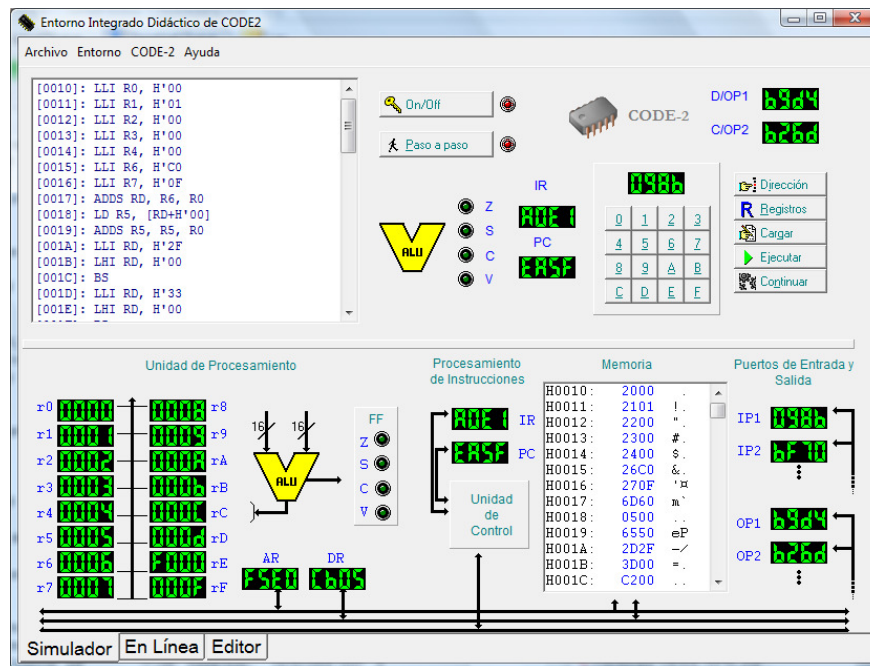 Entorno Integrado Didáctico de CODE2
Archivo Entorno CODE-2 Ayuda
[0010]: LLI R0, H'00
[0011]: LLI R1, H'01
[0012]: LLI R2, H'00
[0013]: LLI R3, H'00
[0014]: LLI R4, H'00
[0015]: LLI R6, H'C0
[0016]: LLI R7, H'0F
[0017]: ADDS RD, R6, R0
[0018]: LD R5, [RD+H'00]
[0019]: ADDS R5, R5, R0
[001A]: LLI RD, H'2F
[001B]: LHI RD, H'00
[001C]: BS
[001D]: LLI RD, H'33
[001E]: LHI RD, H'00
On/Off
Paso a paso
CODE-2
D/OP1 b9d4
C/OP2 b26d
ALU
Z
S
C
V
IR
A0E1
PC
EA5F
098b
0 1 2 3
4 5 6 7
8 9 A B
C D E F
Dirección
R Registros
Cargar
Ejecutar
Continuar
Unidad de Procesamiento
r0 0000 0008 r8
r1 0001 0009 r9
r2 0002 000A rA
r3 0003 000b rB
r4 0004 000C rC
r5 0005 000d rD
r6 0006 F000 rE
r7 0007 000F rF
16 16
ALU
FF
Z
S
C
V
AR DR
F5E0 Cb05
Procesamiento
de Instrucciones
A0E1 IR
EA5F PC
Unidad
de
Control
Memoria
H0010: 2000 .
H0011: 2101 !.
H0012: 2200 ".
H0013: 2300 #.
H0014: 2400 $.
H0015: 26C0 &.
H0016: 270F '¤
H0017: 6D60 m`
H0018: 0500 ..
H0019: 6550 eP
H001A: 2D2F -/
H001B: 3D00 =.
H001C: C200 ..
Puertos de Entrada y
Salida
IP1 098b
IP2 bF70
OP1 b9d4
OP2 b26d
Simulador En Línea Editor